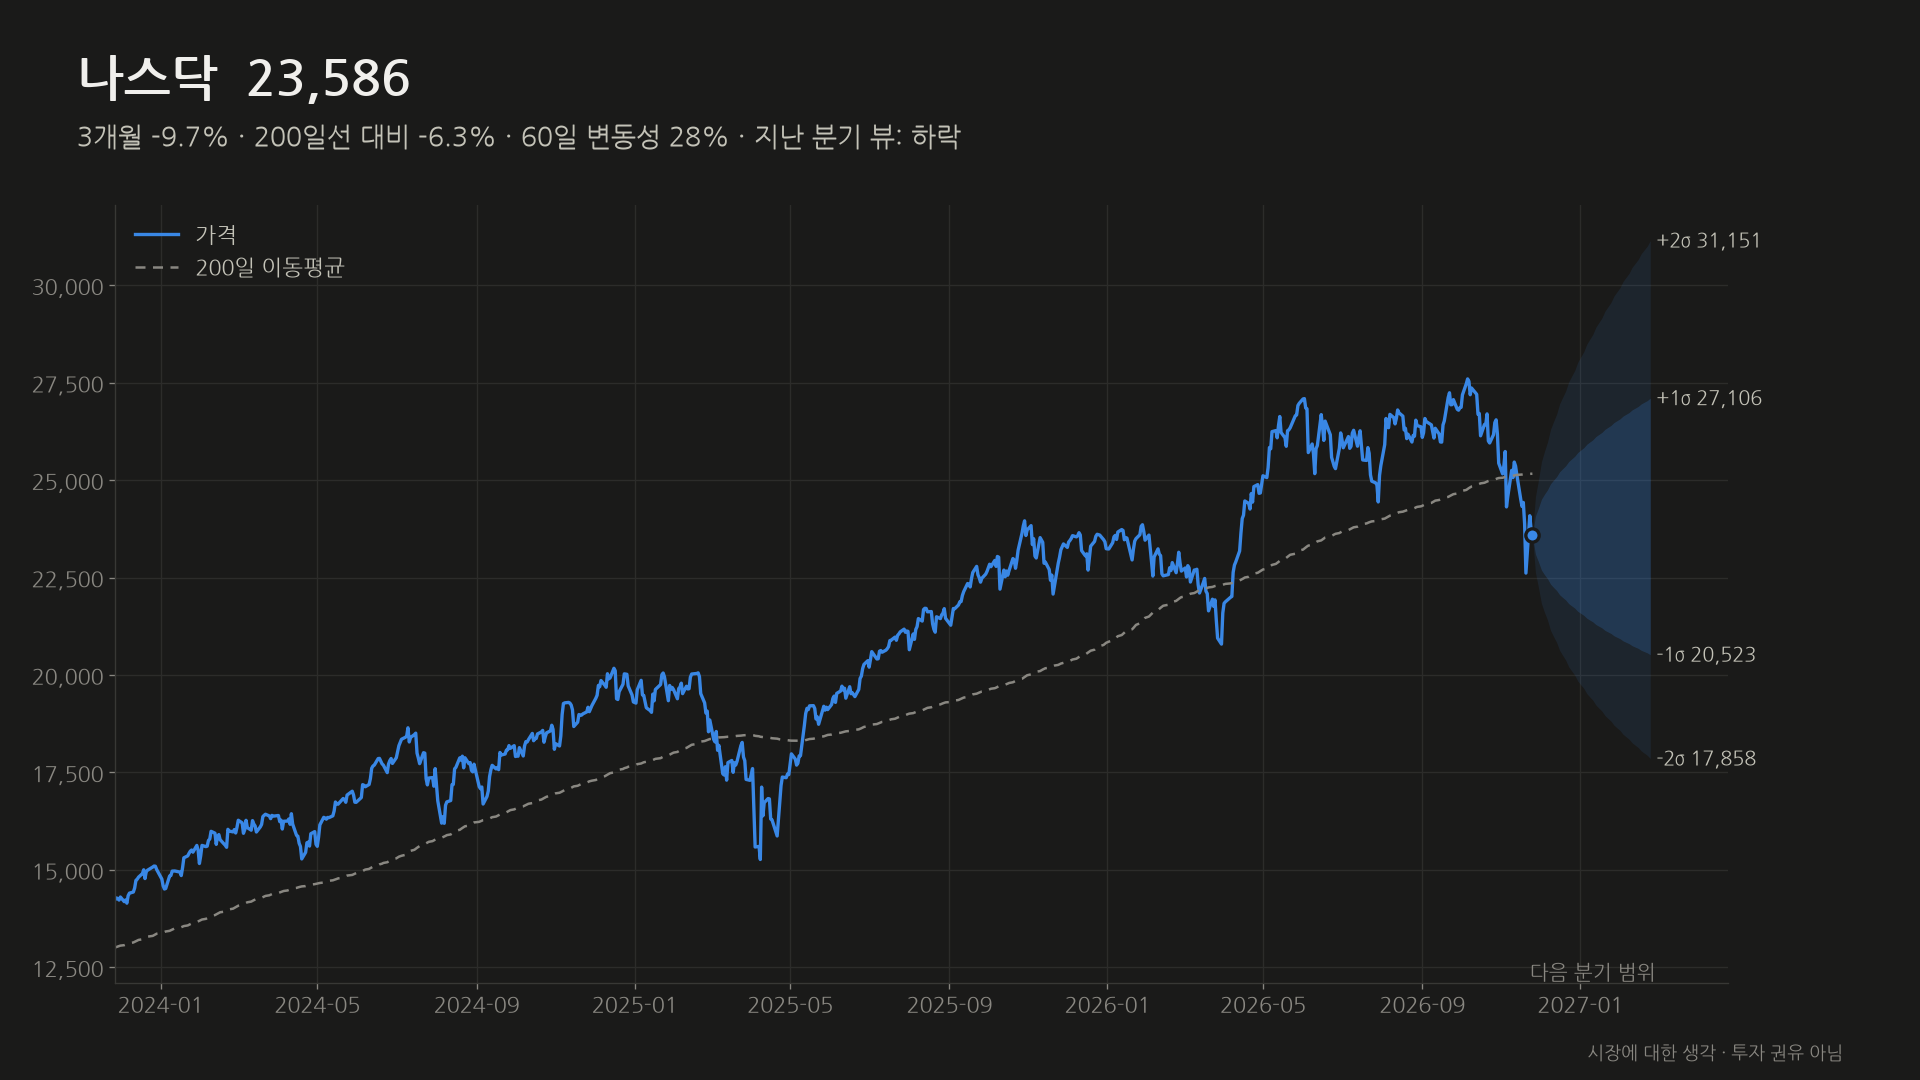 나스닥 23,586
3개월 -9.7% · 200일선 대비 -6.3% · 60일 변동성 28% · 지난 분기 뷰: 하락
가격
200일 이동평균
+2σ 31,151
30,000
27,500
+1σ 27,106
25,000
22,500
20,000
-1σ 20,523
17,500
-2σ 17,858
15,000
12,500
다음 분기 범위
2024-01
2024-05
2024-09
2025-01
2025-05
2025-09
2026-01
2026-05
2026-09
2027-01
시장에 대한 생각 · 투자 권유 아님